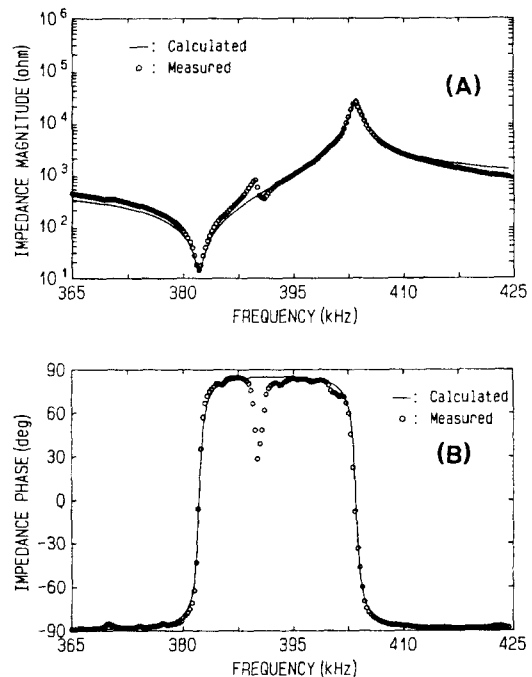 (A)
— : Calculated
o : Measured
IMPEDANCE MAGNITUDE (ohm)
10^6
10^5
10^4
10^3
10^2
10^1
365 380 395 410 425
FREQUENCY (kHz)
(B)
— : Calculated
o : Measured
IMPEDANCE PHASE (deg)
90
60
30
0
-30
-60
-90
365 380 395 410 425
FREQUENCY (kHz)